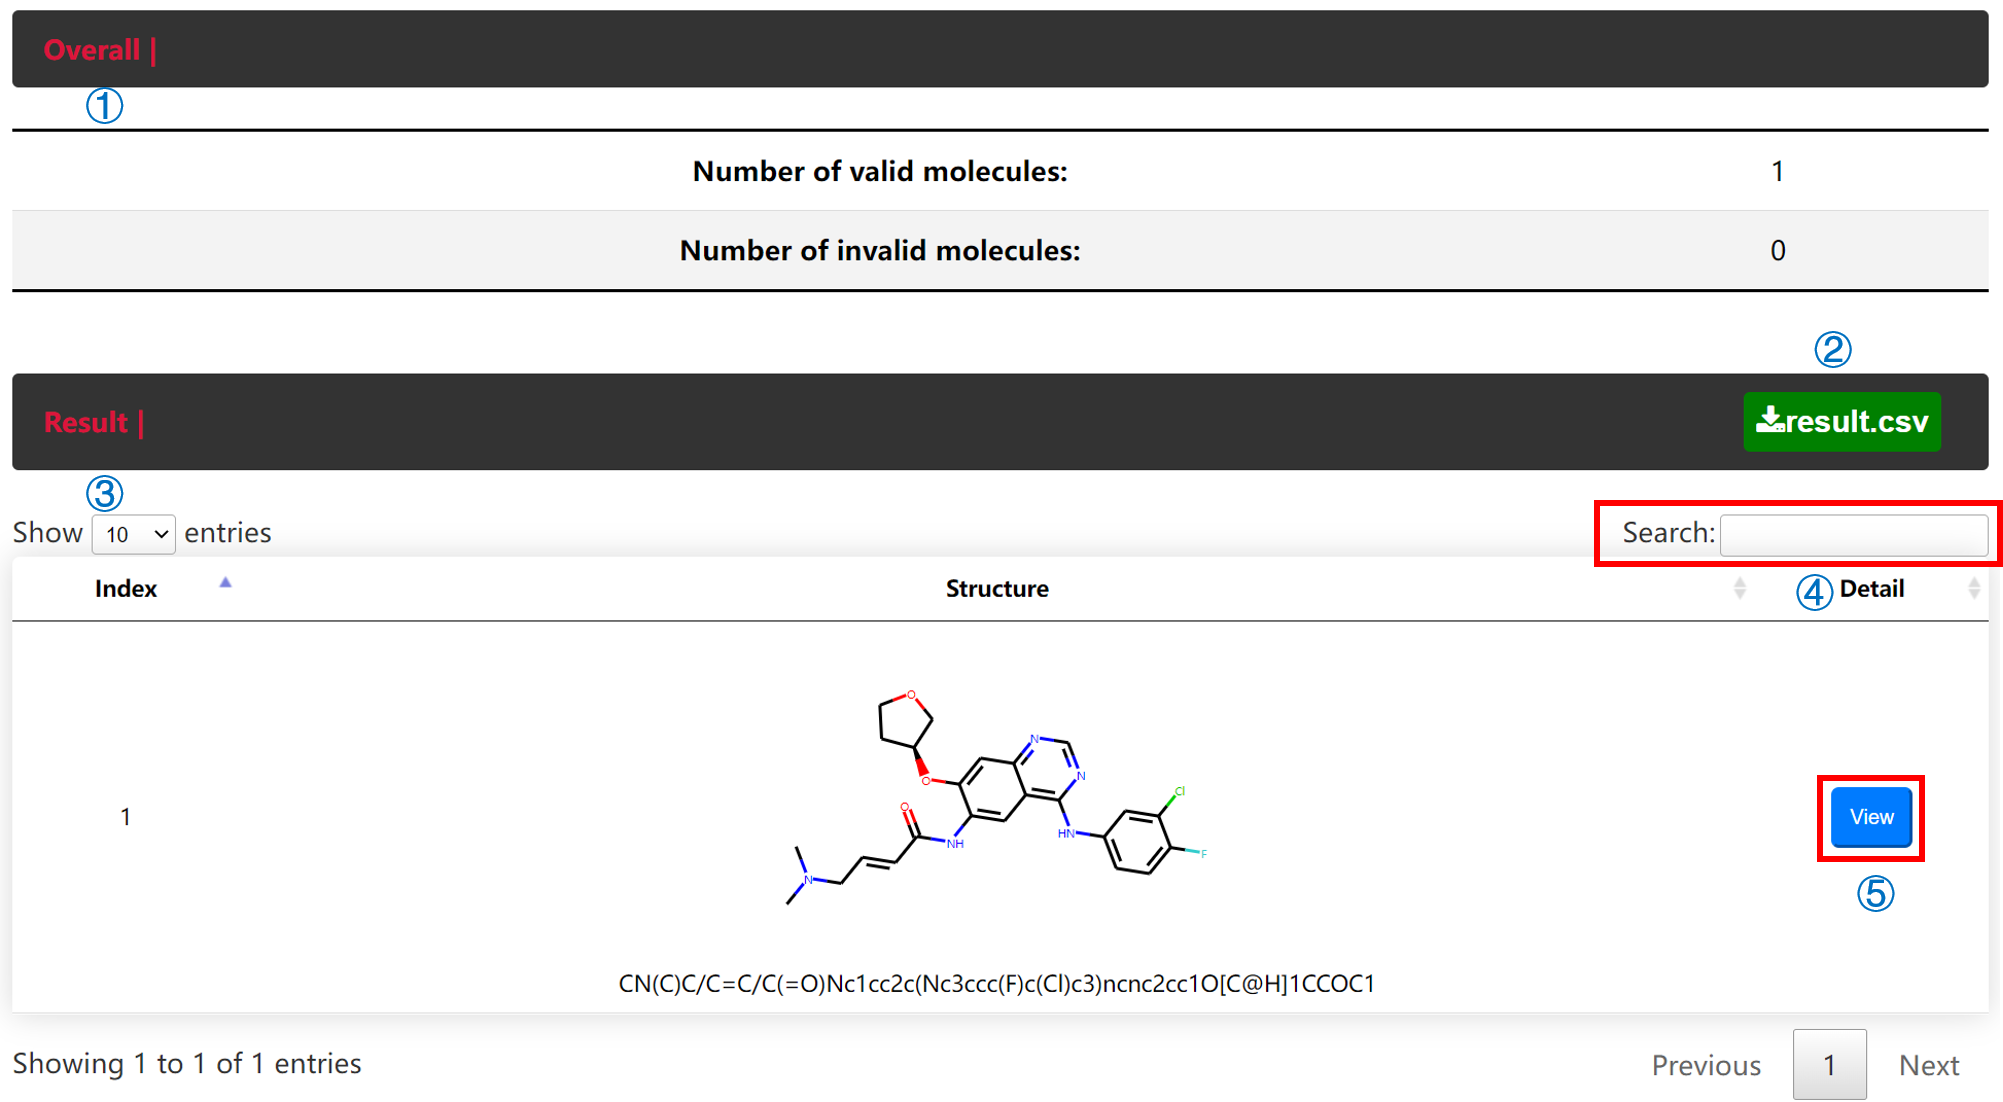 Overall |
①
Number of valid molecules: 1
Number of invalid molecules: 0
②
Result | result.csv
③
Show 10 entries Search:
Index Structure ④ Detail
O
N
N
O
Cl
O
HN
NH
F
N
1 View
⑤
CN(C)C/C=C/C(=O)Nc1cc2c(Nc3ccc(F)c(Cl)c3)ncnc2cc1O[C@H]1CCOC1
Showing 1 to 1 of 1 entries Previous 1 Next